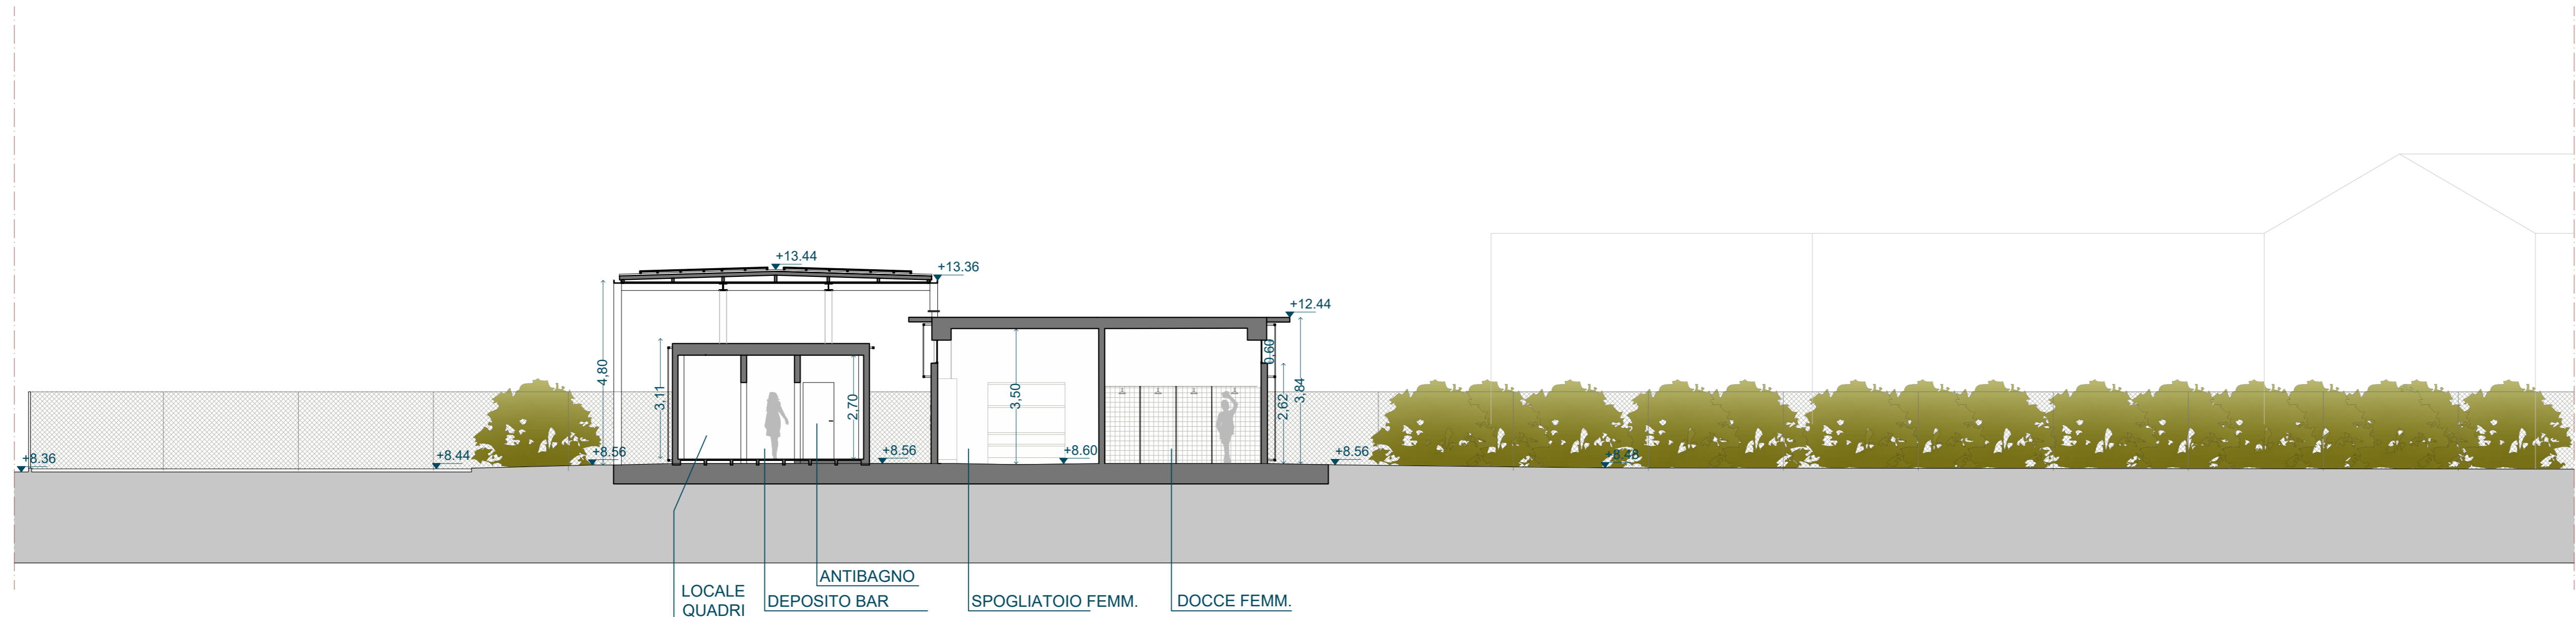 +13.44
+13.36
+12.44
4,80
3,11
2,70
3,50
0,60
2,62
3,84
+8.36
+8.44
+8.56
+8.56
+8.60
+8.56
+8.48
ANTIBAGNO
LOCALE
QUADRI
DEPOSITO BAR
SPOGLIATOIO FEMM.
DOCCE FEMM.